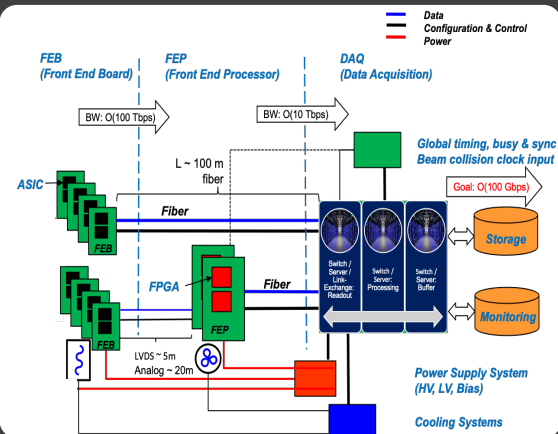 Data
Configuration & Control
Power
FEB
(Front End Board)
FEP
(Front End Processor)
DAQ
(Data Acquisition)
BW: O(100 Tbps)
BW: O(10 Tbps)
Global timing, busy & sync
Beam collision clock input
L ~ 100 m
fiber
Goal: O(100 Gbps)
ASIC
Fiber
FEB
Storage
Switch /
Server /
Link-
Exchange:
Readout
Switch /
Server:
Processing
Switch /
Server:
Buffer
FPGA
Fiber
FEP
Monitoring
FEB
LVDS ~ 5m
Analog ~ 20m
Power Supply System
(HV, LV, Bias)
Cooling Systems